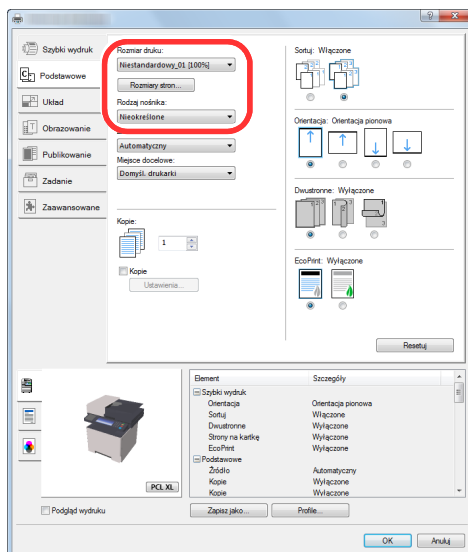 Szybki wydruk
Podstawowe
Układ
Obrazowanie
Publikowanie
Zadanie
Zaawansowane
Rozmiar druku:
Niestandardowy_01 [100%]
Rozmiary stron...
Rodzaj nośnika:
Nieokreślone
Automatyczny
Miejsce docelowe:
Domyśl. drukarki
Kopie:
1
Kopie
Ustawienia...
Sortuj: Włączone
Orientacja: Orientacja pionowa
Dwustronne: Wyłączone
EcoPrint: Wyłączone
Resetuj
PCL XL
Podgląd wydruku
Element Szczegóły
Szybki wydruk
Orientacja Orientacja pionowa
Sortuj Włączone
Dwustronne Wyłączone
Strony na kartkę Wyłączone
EcoPrint Wyłączone
Podstawowe
Źródło Automatyczny
Kopie Wyłączone
Kopie Wyłączone
Zapisz jako... Profile...
OK Anuluj